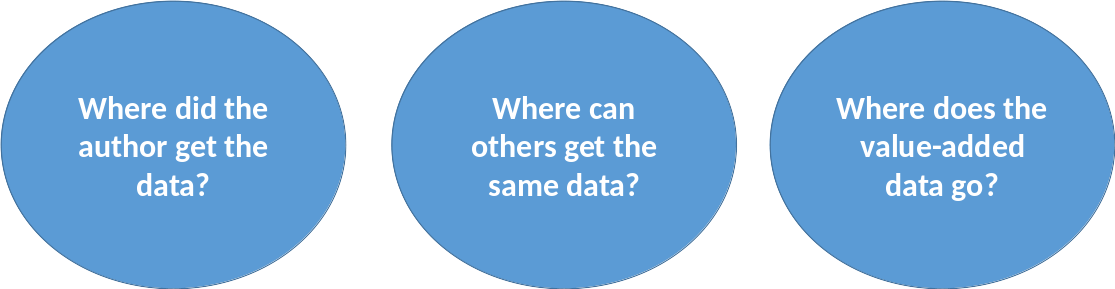 Where did the
author get the
data?
Where can
others get the
same data?
Where does the
value-added
data go?